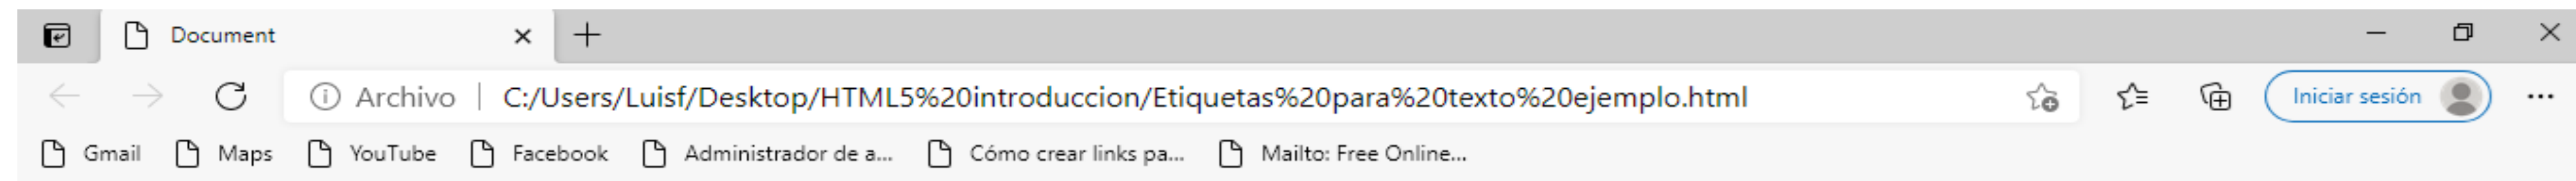 Document
Archivo | C:/Users/Luisf/Desktop/HTML5%20introduccion/Etiquetas%20para%20texto%20ejemplo.html Iniciar sesión
Gmail Maps YouTube Facebook Administrador de a... Cómo crear links pa... Mailto: Free Online...